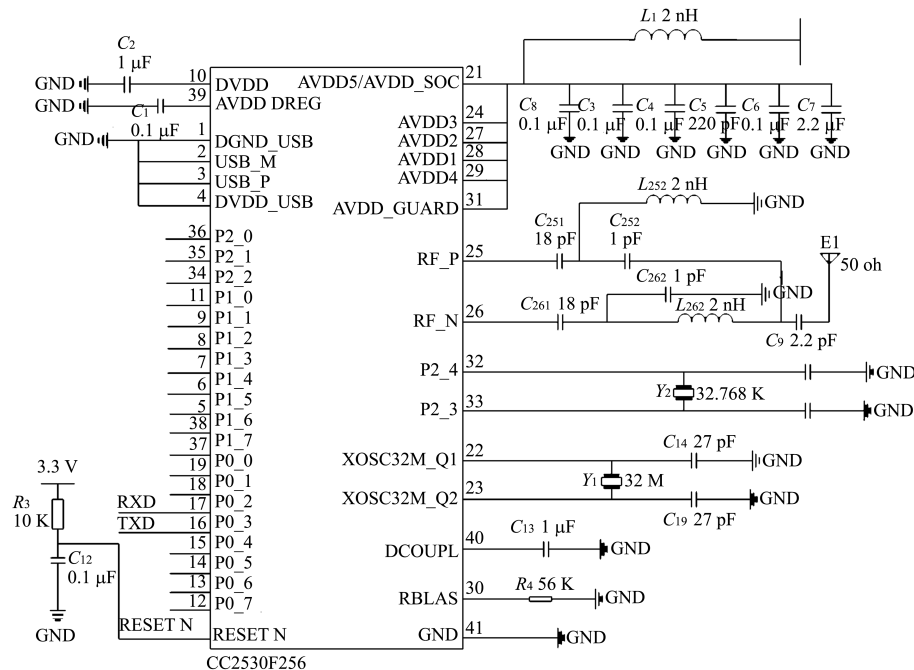 L1 2 nH
C2
1 μF
GND
10
DVDD
39
GND
AVDD DREG
C1
0.1 μF
GND
1
DGND_USB
2
USB_M
3
USB_P
4
DVDD_USB
36
P2_0
35
P2_1
34
P2_2
11
P1_0
9
P1_1
8
P1_2
7
P1_3
6
P1_4
5
P1_5
38
P1_6
37
P1_7
19
P0_0
18
P0_1
17
P0_2
16
P0_3
15
P0_4
14
P0_5
13
P0_6
12
P0_7
RXD
TXD
3.3 V
R3
10 K
C12
0.1 μF
GND
RESET N
RESET N
CC2530F256
AVDD5/AVDD_SOC
21
AVDD3
24
AVDD2
27
AVDD1
28
AVDD4
29
AVDD_GUARD
31
C8
0.1 μF
GND
C3
0.1 μF
GND
C4
0.1 μF
GND
C5
220 pF
GND
C6
0.1 μF
GND
C7
2.2 μF
GND
L252 2 nH
GND
C251
18 pF
C252
1 pF
RF_P
25
E1
50 oh
C262 1 pF
GND
RF_N
26
C261 18 pF
L262 2 nH
C9 2.2 pF
P2_4
32
GND
Y2
32.768 K
P2_3
33
GND
XOSC32M_Q1
22
C14 27 pF
GND
Y1
32 M
XOSC32M_Q2
23
C19 27 pF
GND
DCOUPL
40
C13 1 μF
GND
RBLAS
30
R4 56 K
GND
GND
41
GND